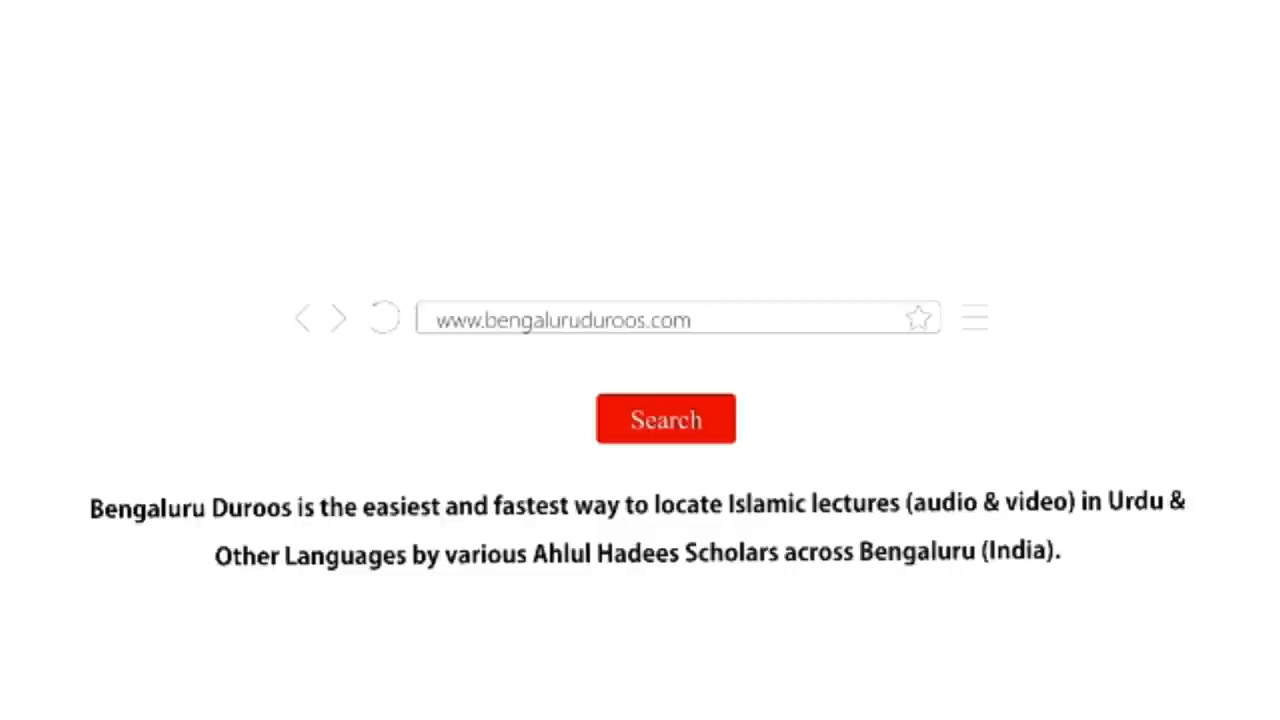 www.bengaluruduroos.com
Search
Bengaluru Duroos is the easiest and fastest way to locate Islamic lectures (audio & video) in Urdu &
Other Languages by various Ahlul Hadees Scholars across Bengaluru (India).